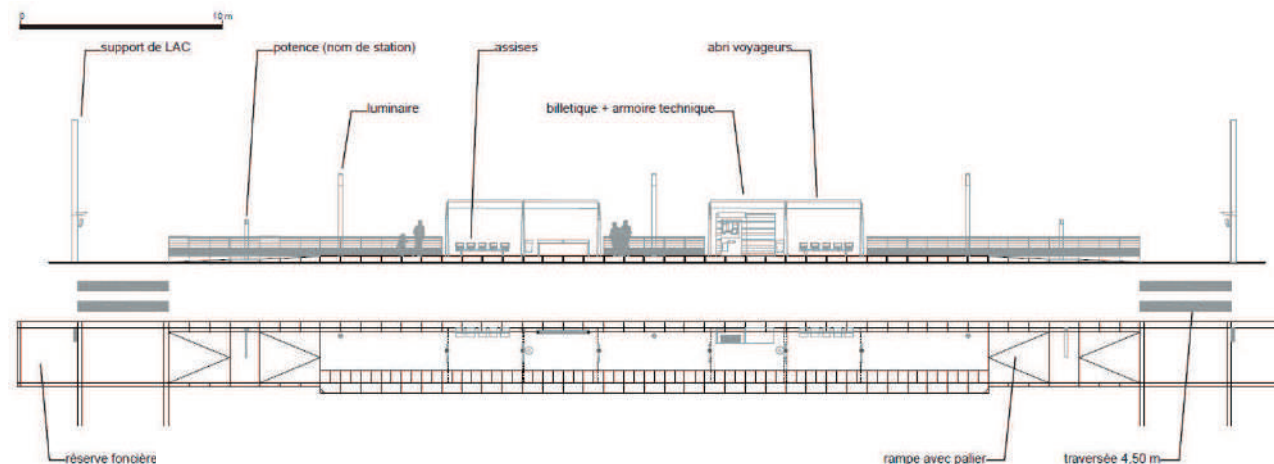 0 10 m
support de LAC potence (nom de station) assises abri voyageurs
luminaire billetique + armoire technique
réserve foncière rampe avec palier traversée 4,50 m